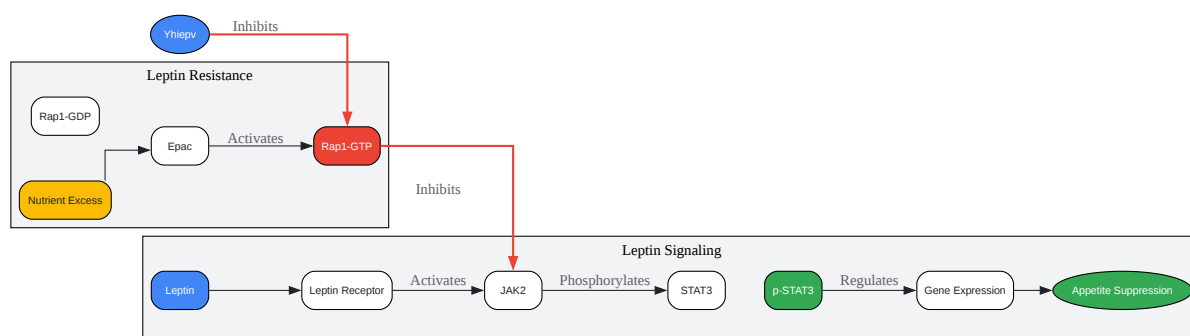 Yhiepv
Inhibits
Leptin Resistance
Rap1-GDP
Epac
Activates
Rap1-GTP
Nutrient Excess
Inhibits
Leptin Signaling
Leptin
Leptin Receptor
Activates
JAK2
Phosphorylates
STAT3
p-STAT3
Regulates
Gene Expression
Appetite Suppression